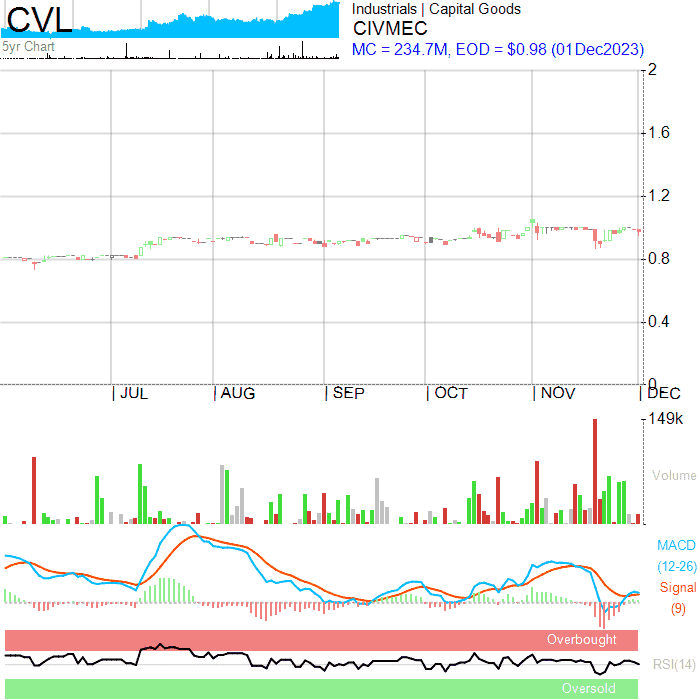 CVL
5yr Chart
Industrials | Capital Goods
CIVMEC
MC = 234.7M, EOD = $0.98 (01Dec2023)
2
1.6
1.2
0.8
0.4
0
| JUL | AUG | SEP | OCT | NOV | DEC
149k
Volume
MACD
(12-26)
Signal
(9)
Overbought
RSI(14)
Oversold